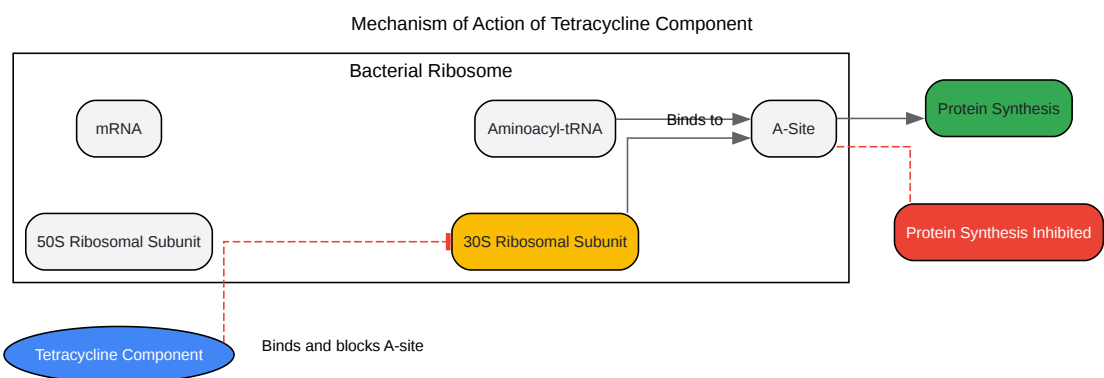 Mechanism of Action of Tetracycline Component
Bacterial Ribosome
mRNA
Aminoacyl-tRNA
Binds to
A-Site
Protein Synthesis
50S Ribosomal Subunit
30S Ribosomal Subunit
Protein Synthesis Inhibited
Tetracycline Component
Binds and blocks A-site